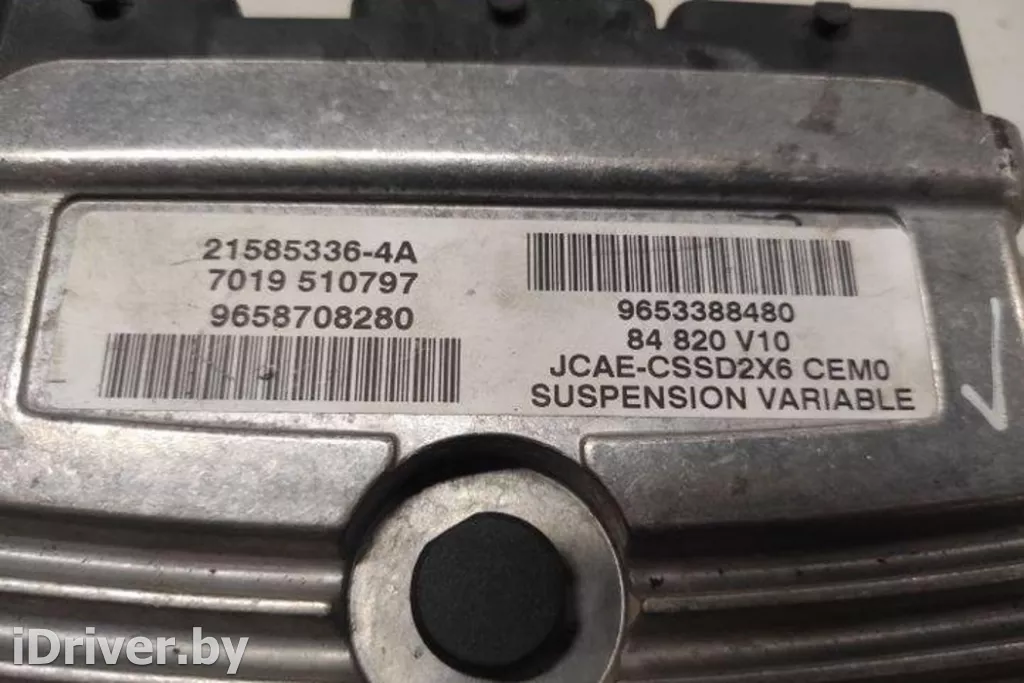 21585336-4A
7019 510797
9658708280
9653388480
84 820 V10
JCAE-CSSD2X6 CEM0
SUSPENSION VARIABLE
iDriver.by